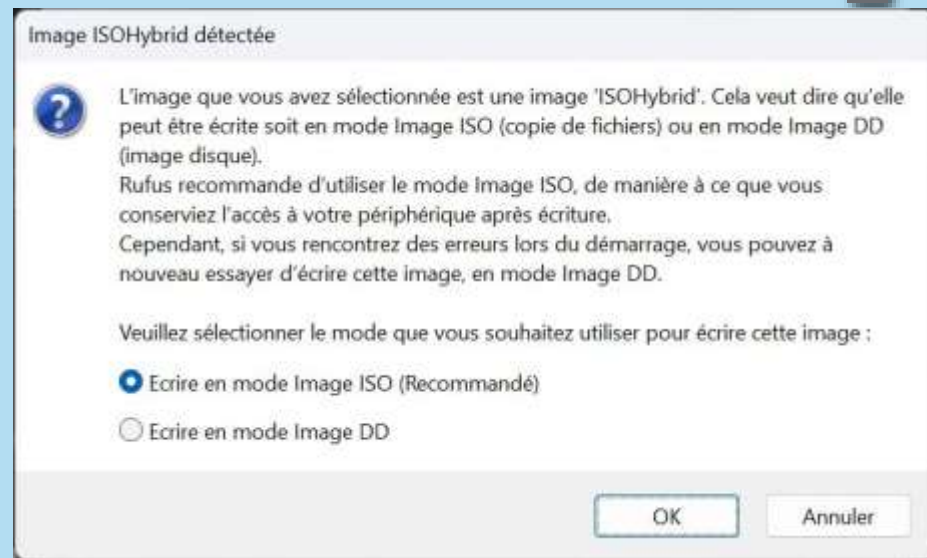 Image ISOHybrid détectée
L'image que vous avez sélectionnée est une image 'ISOHybrid'. Cela veut dire qu'elle
peut être écrite soit en mode Image ISO (copie de fichiers) ou en mode Image DD
(image disque).
Rufus recommande d'utiliser le mode Image ISO, de manière à ce que vous
conserviez l'accès à votre périphérique après écriture.
Cependant, si vous rencontrez des erreurs lors du démarrage, vous pouvez à
nouveau essayer d'écrire cette image, en mode Image DD.
Veuillez sélectionner le mode que vous souhaitez utiliser pour écrire cette image :
Ecrire en mode Image ISO (Recommandé)
Ecrire en mode Image DD
OK
Annuler